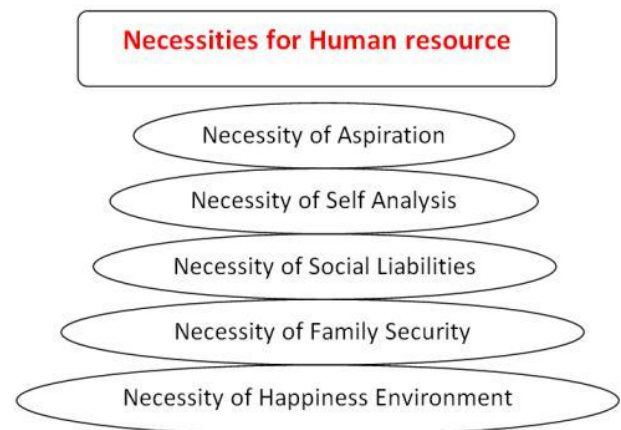 Necessities for Human resource
Necessity of Aspiration
Necessity of Self Analysis
Necessity of Social Liabilities
Necessity of Family Security
Necessity of Happiness Environment